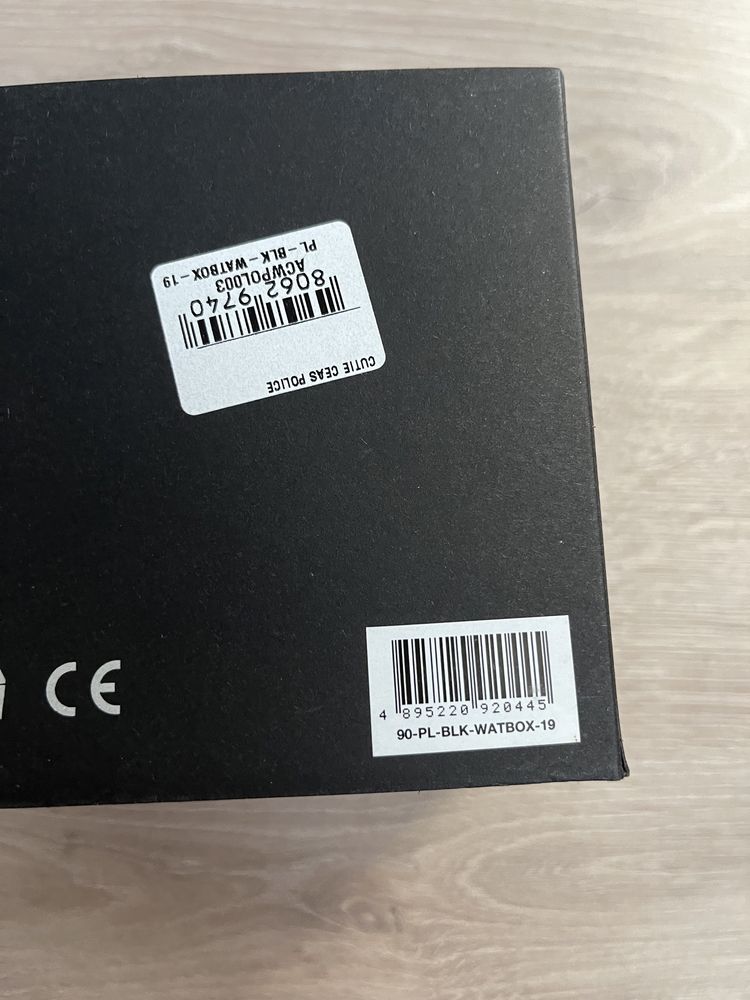 CUTIE CEAS POLICE
8062 9740
ACWPOL003
PL-BLK-WATBOX-19
CE
4 895220 920445
90-PL-BLK-WATBOX-19